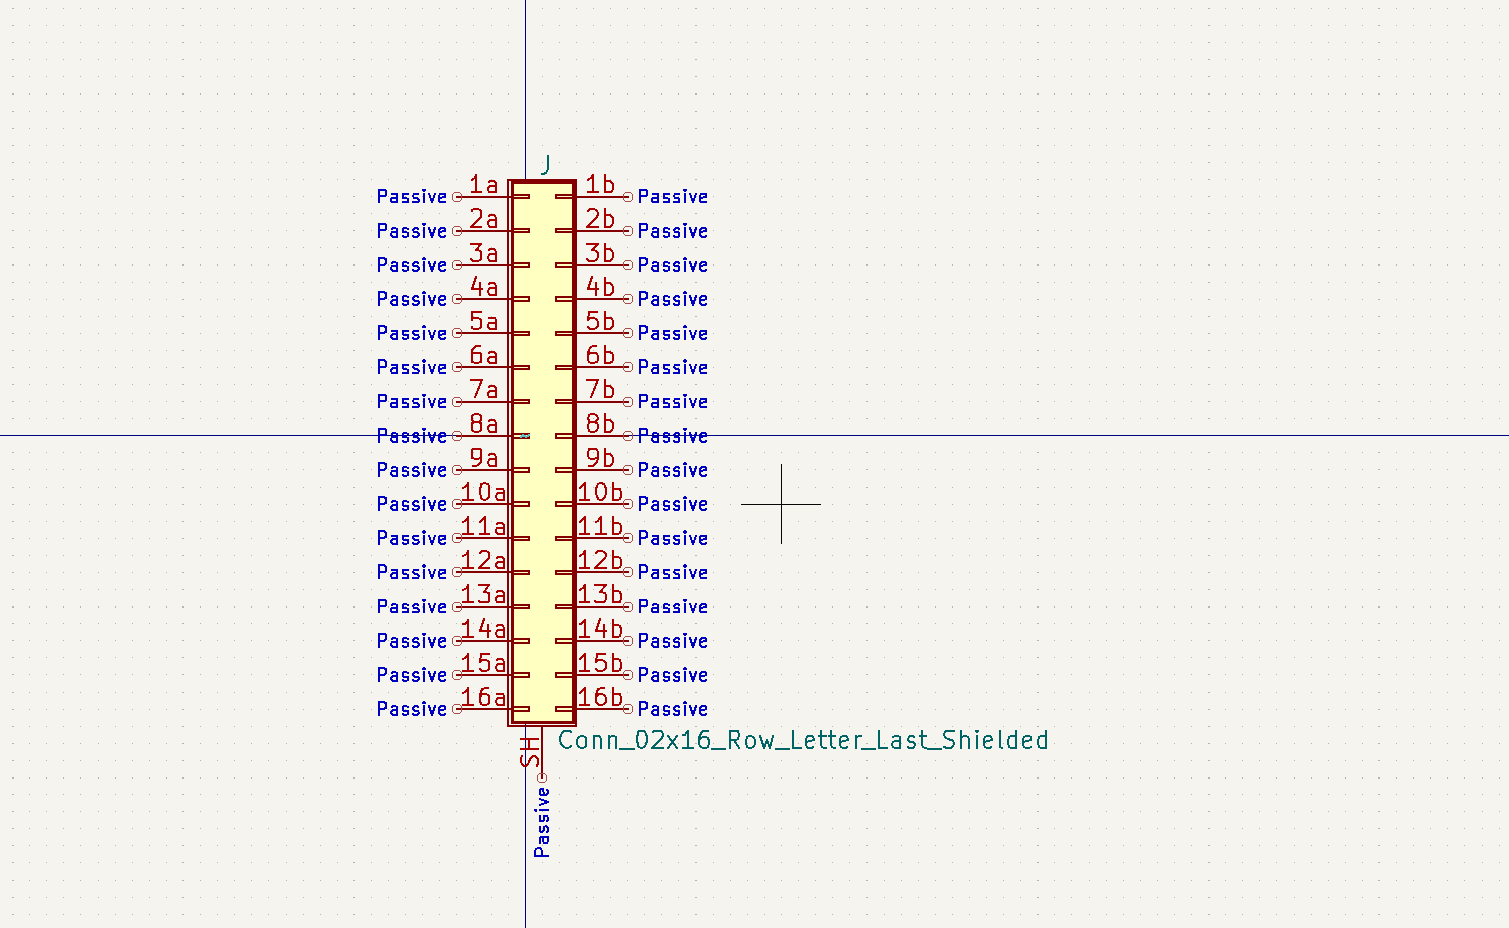 J
Passive 1a 1b Passive
Passive 2a 2b Passive
Passive 3a 3b Passive
Passive 4a 4b Passive
Passive 5a 5b Passive
Passive 6a 6b Passive
Passive 7a 7b Passive
Passive 8a 8b Passive
Passive 9a 9b Passive
Passive 10a 10b Passive
Passive 11a 11b Passive
Passive 12a 12b Passive
Passive 13a 13b Passive
Passive 14a 14b Passive
Passive 15a 15b Passive
Passive 16a 16b Passive
SH
Conn_02x16_Row_Letter_Last_Shielded
Passive